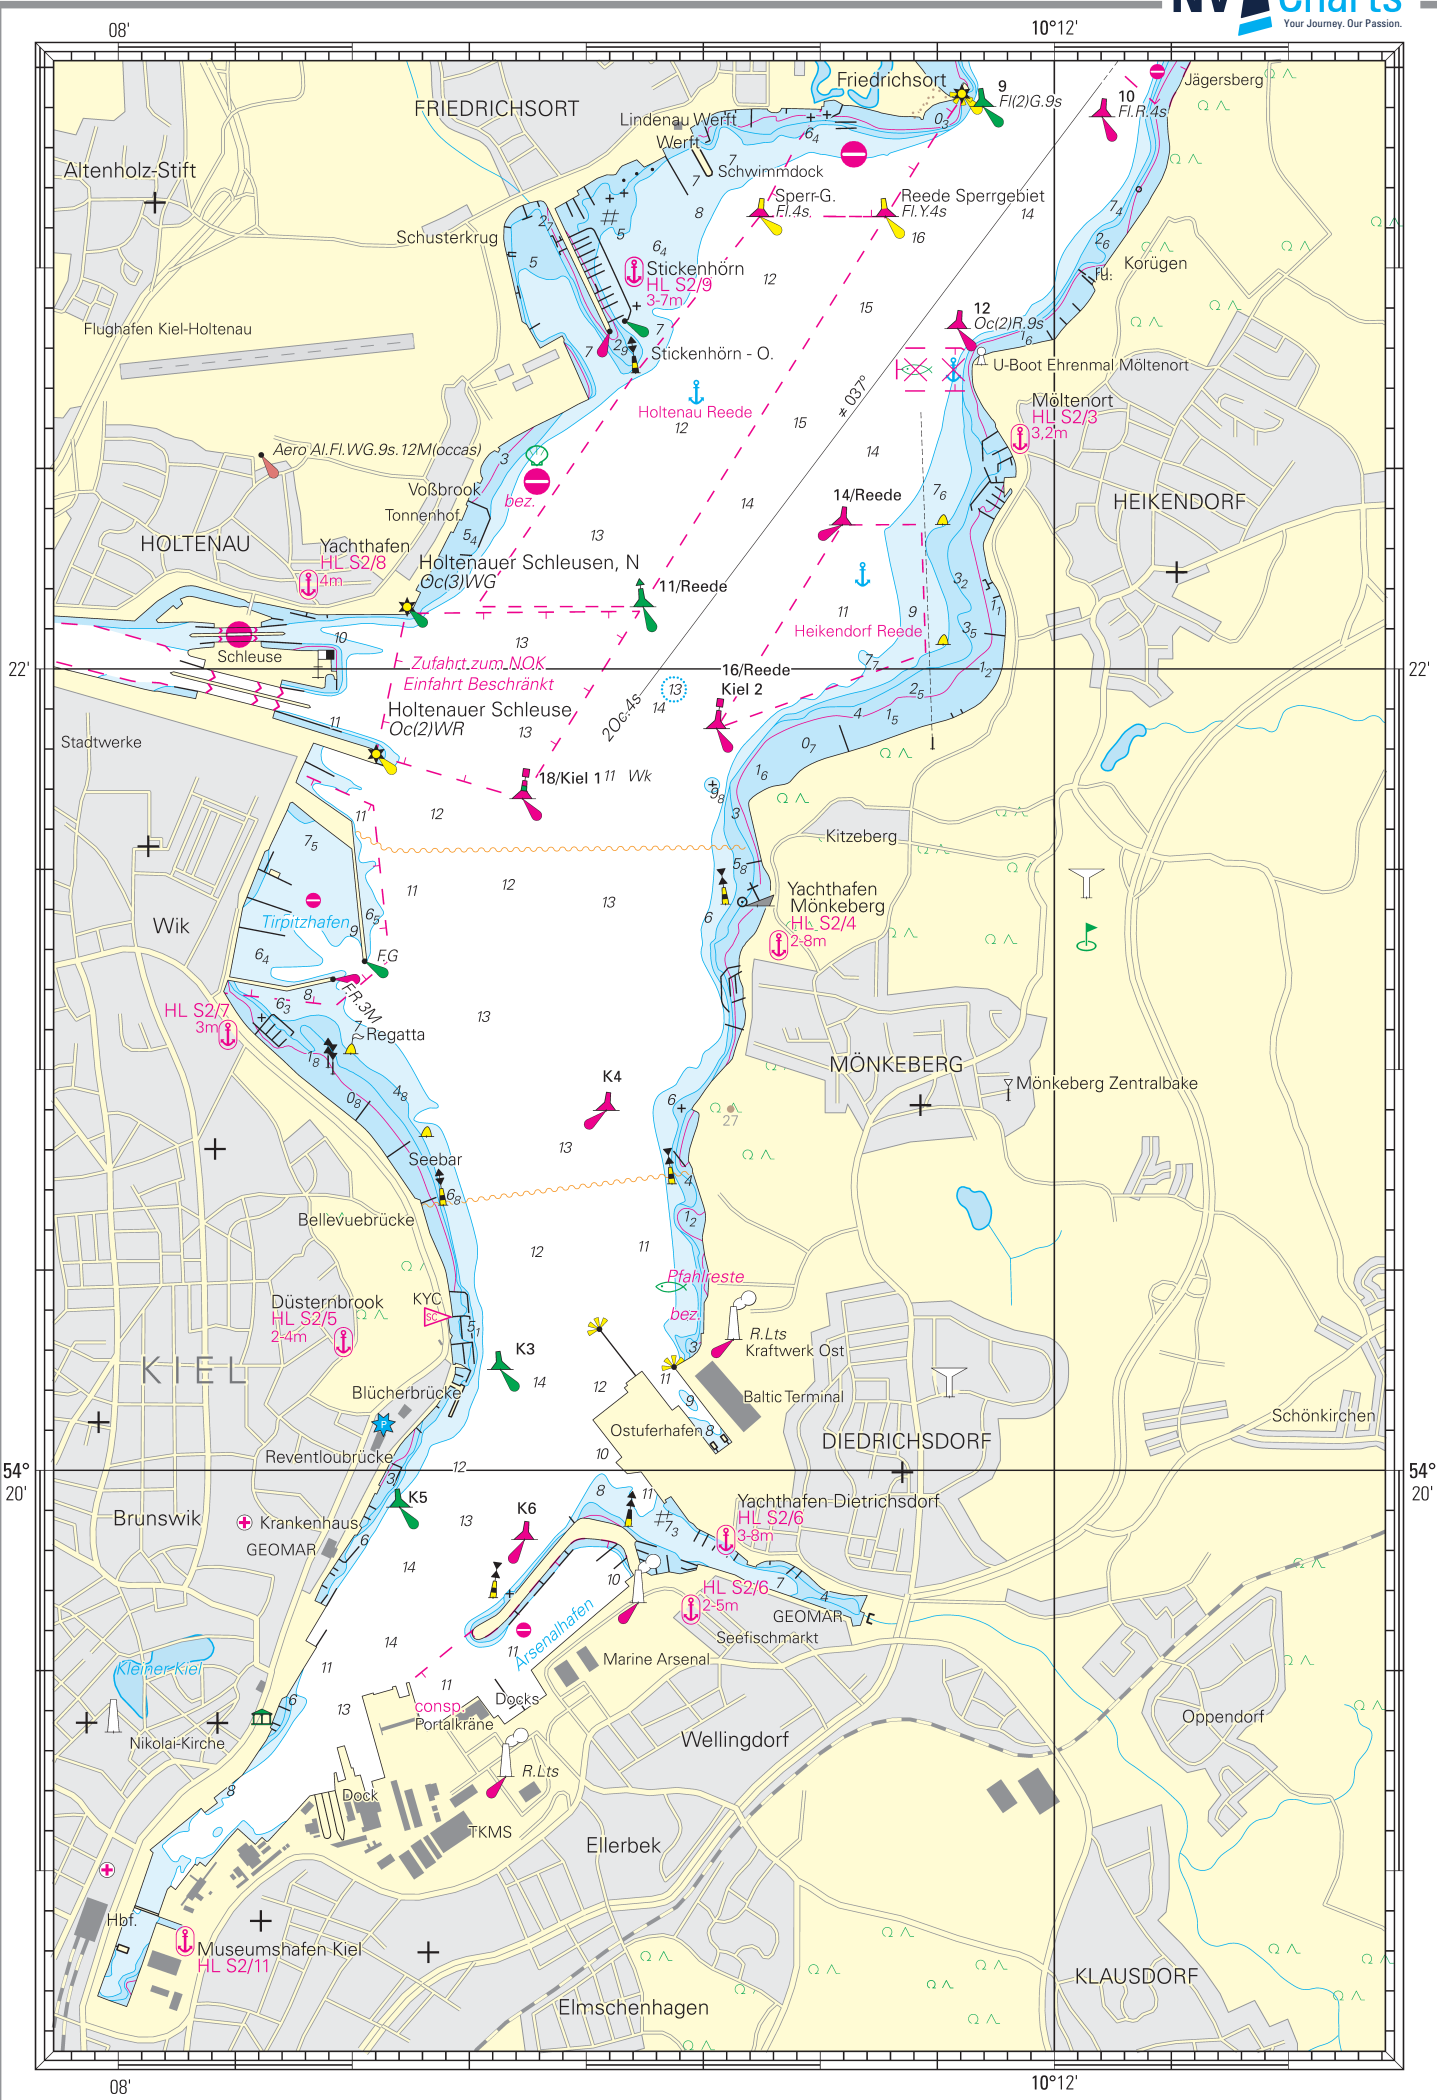 NV Charts
Your Journey. Our Passion.
08'
10°12'
Friedrichsort
9
Fl(2)G.9s
10
Fl.R.4s
Jägersberg
FRIEDRICHSORT
Lindenau Werft
Werft
Schwimmdock
Altenholz-Stift
Sperr-G.
Fl.4s.
Reede Sperrgebiet
Fl.Y.4s
Schusterkrug
Stickenhörn
HL S2/9
3-7m
Korügen
ru.
12
Oc(2)R.9s
Flughafen Kiel-Holtenau
Stickenhörn - O.
U-Boot Ehrenmal Möltenort
Holtenau Reede
≠ 037°
Möltenort
HL S2/3
3,2m
Aero Al.Fl.WG.9s.12M(occas)
Voßbrook
bez.
Tonnenhof.
14/Reede
HEIKENDORF
HOLTENAU
Yachthafen
HL S2/8
4m
Holtenauer Schleusen, N
Oc(3)WG
11/Reede
Heikendorf Reede
Schleuse
Zufahrt zum NOK
Einfahrt Beschränkt
22'
22'
16/Reede
Kiel 2
Holtenauer Schleuse
Oc(2)WR
2Oc.4s
Stadtwerke
18/Kiel 1
11 Wk
Kitzeberg
Yachthafen
Mönkeberg
HL S2/4
2-8m
Wik
Tirpitzhafen
F.G
F.R.3M
HL S2/7
3m
Regatta
MÖNKEBERG
K4
Mönkeberg Zentralbake
27
Seebar
Bellevuebrücke
Pfahlreste
bez.
Düsternbrook
HL S2/5
2-4m
KYC
SC
R.Lts
Kraftwerk Ost
K3
KIEL
Blücherbrücke
Baltic Terminal
P
Ostuferhafen
Schönkirchen
DIEDRICHSDORF
Reventloubrücke
54°
20'
54°
20'
K5
K6
Brunswik
Krankenhaus
GEOMAR
Yachthafen Dietrichsdorf
HL S2/6
3-8m
HL S2/6
2-5m
GEOMAR
Seefischmarkt
Arsenalhafen
Kleiner Kiel
Marine Arsenal
consp.
Portalkräne
Docks
Nikolai-Kirche
Wellingdorf
Oppendorf
R.Lts
Dock
TKMS
Ellerbek
Hbf.
Museumshafen Kiel
HL S2/11
KLAUSDORF
Elmschenhagen
08'
10°12'